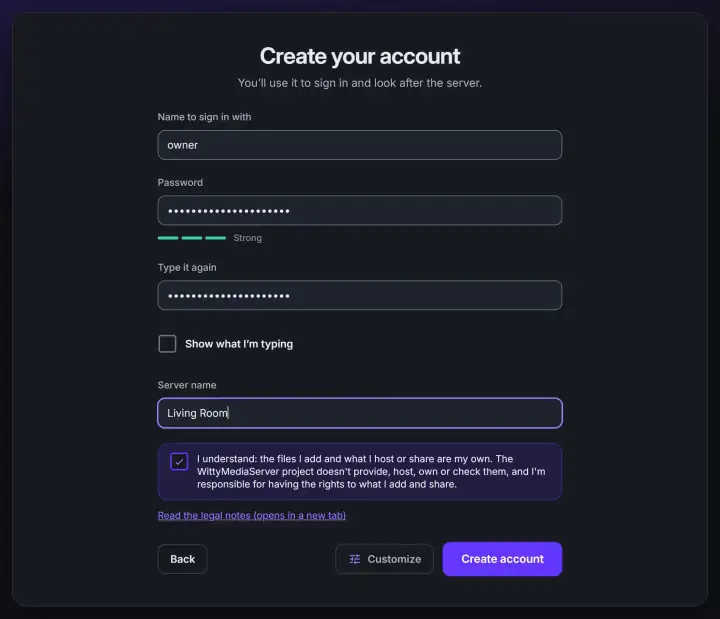 Create your account
You'll use it to sign in and look after the server.
Name to sign in with
owner
Password
•••••••••••••••••••••
Strong
Type it again
•••••••••••••••••••••
Show what I'm typing
Server name
Living Room
I understand: the files I add and what I host or share are my own. The
WittyMediaServer project doesn't provide, host, own or check them, and I'm
responsible for having the rights to what I add and share.
Read the legal notes (opens in a new tab)
Back
Customize
Create account